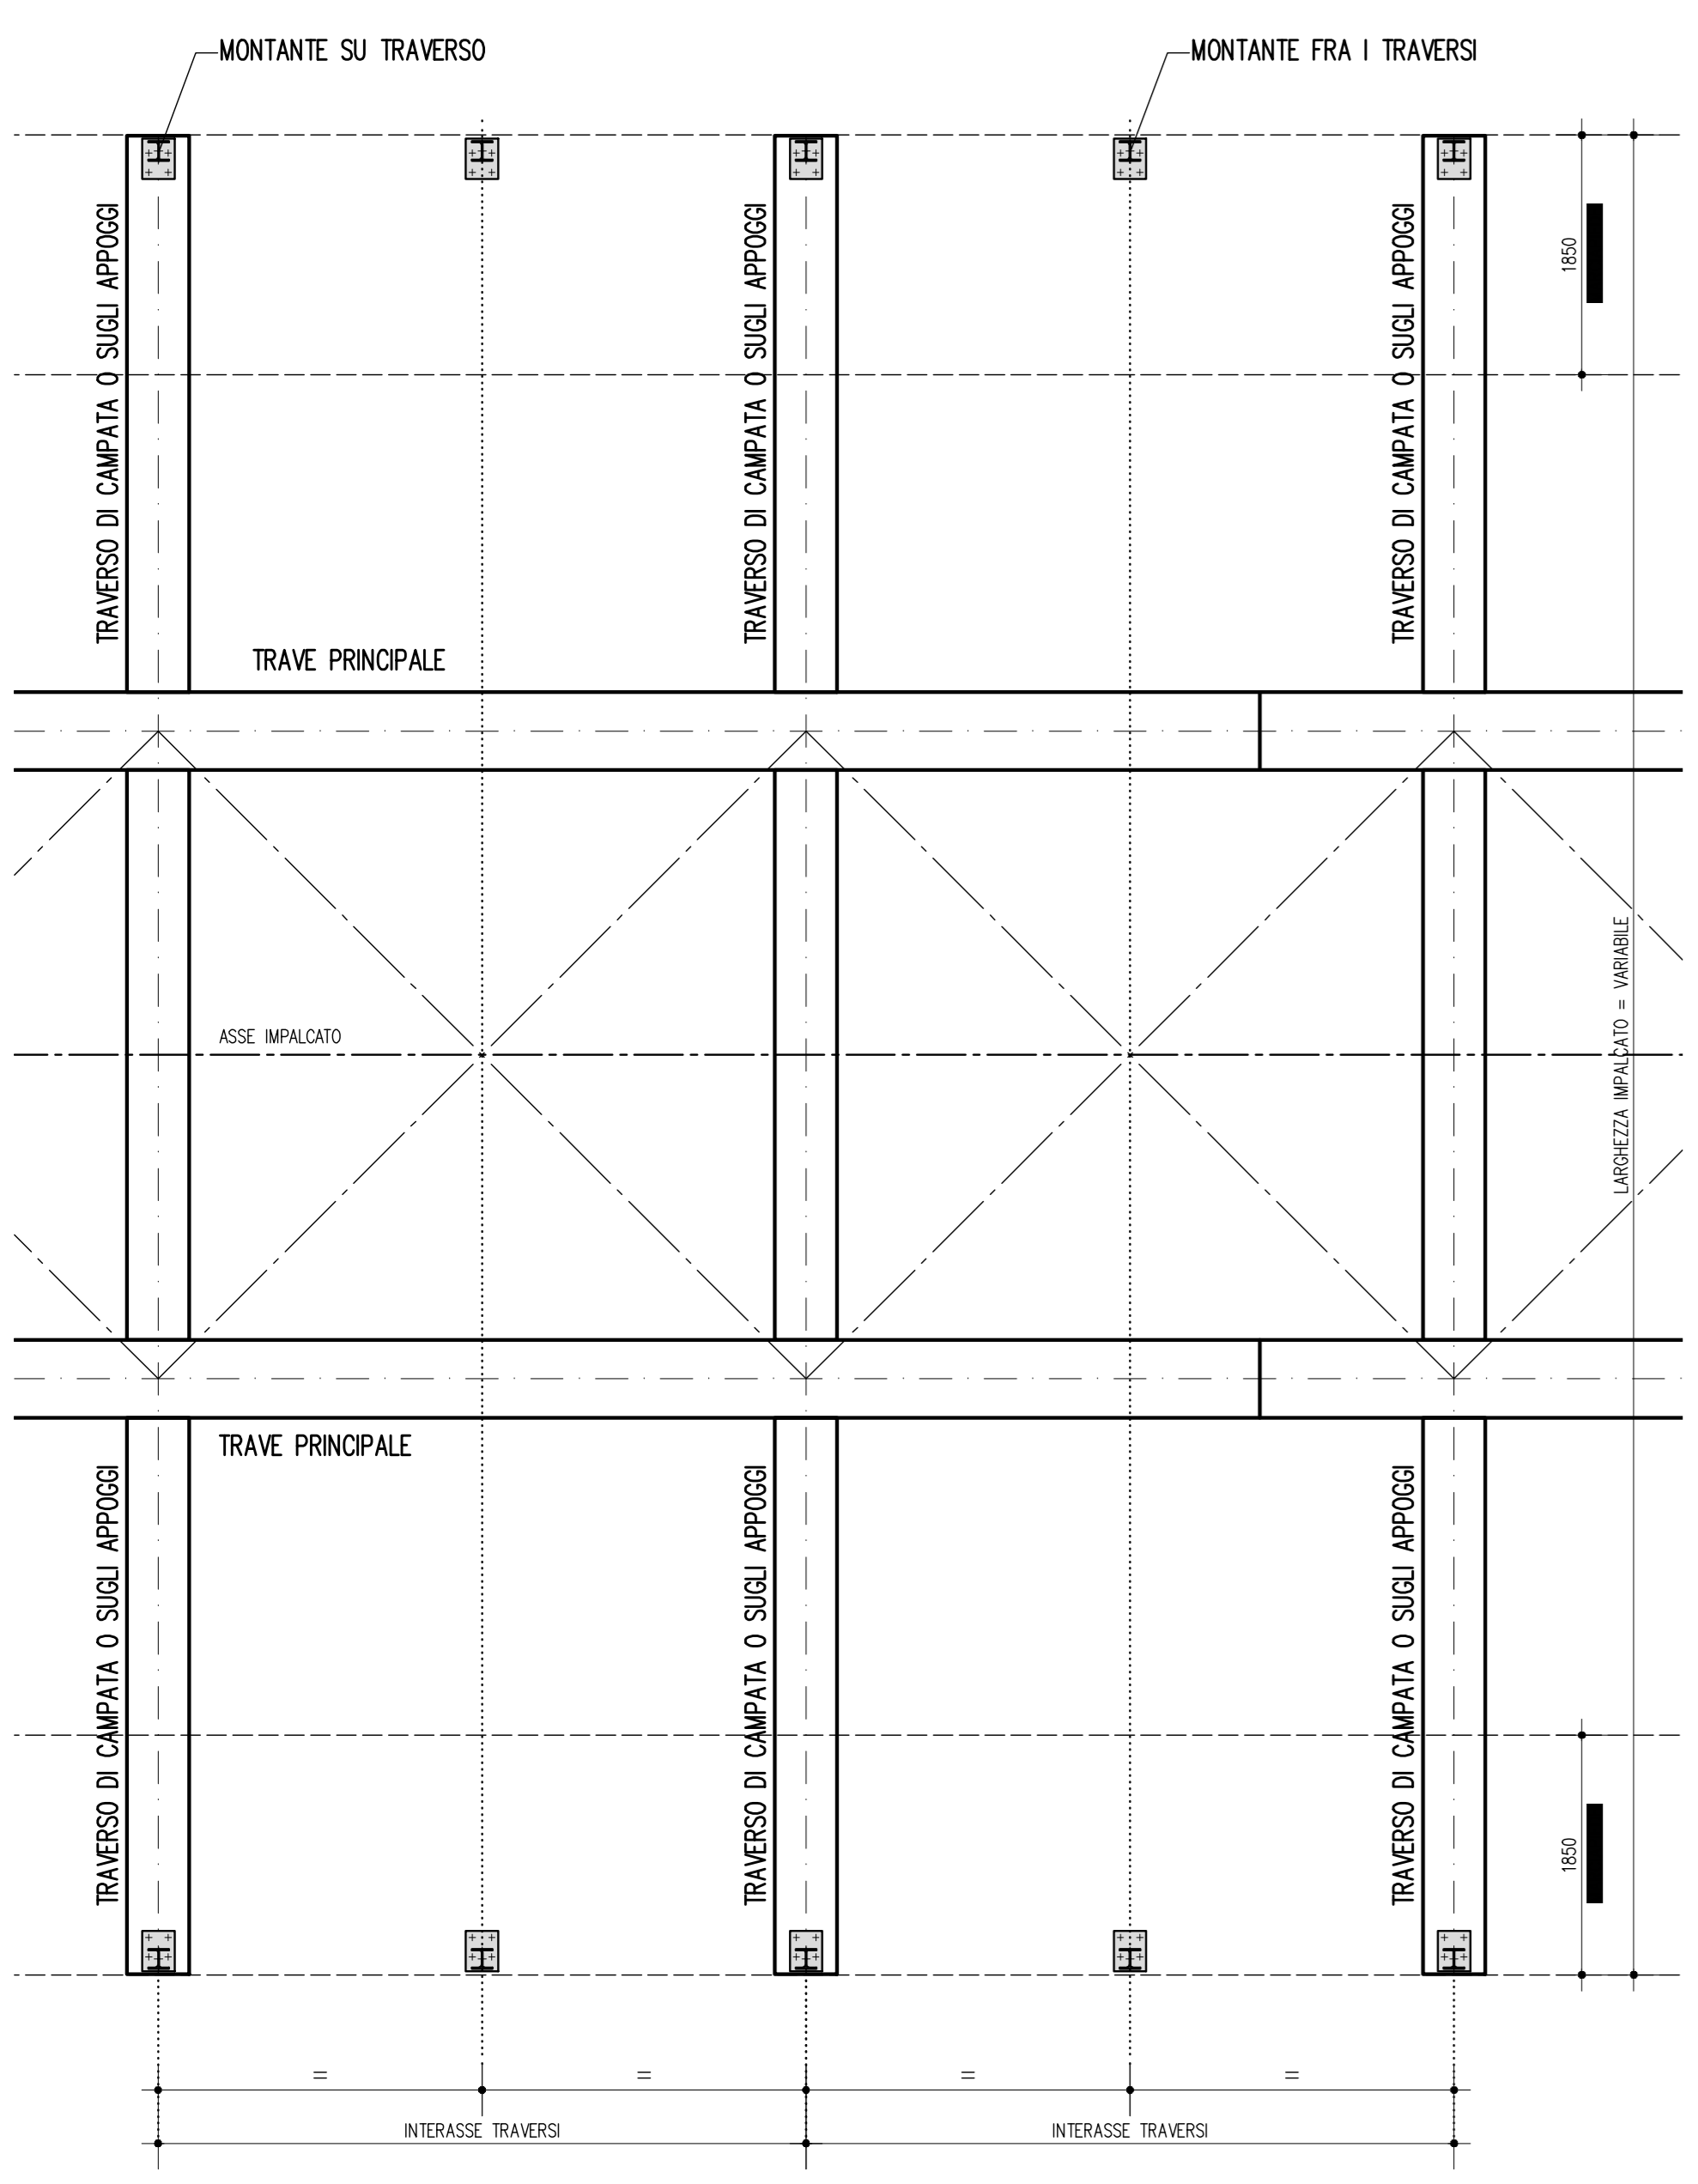 MONTANTE SU TRAVERSO
MONTANTE FRA I TRAVERSI
TRAVERSO DI CAMPATA O SUGLI APPOGGI
TRAVERSO DI CAMPATA O SUGLI APPOGGI
TRAVERSO DI CAMPATA O SUGLI APPOGGI
1850
TRAVE PRINCIPALE
ASSE IMPALCATO
LARGHEZZA IMPALCATO = VARIABILE
TRAVE PRINCIPALE
TRAVERSO DI CAMPATA O SUGLI APPOGGI
TRAVERSO DI CAMPATA O SUGLI APPOGGI
TRAVERSO DI CAMPATA O SUGLI APPOGGI
1850
= = = =
INTERASSE TRAVERSI
INTERASSE TRAVERSI